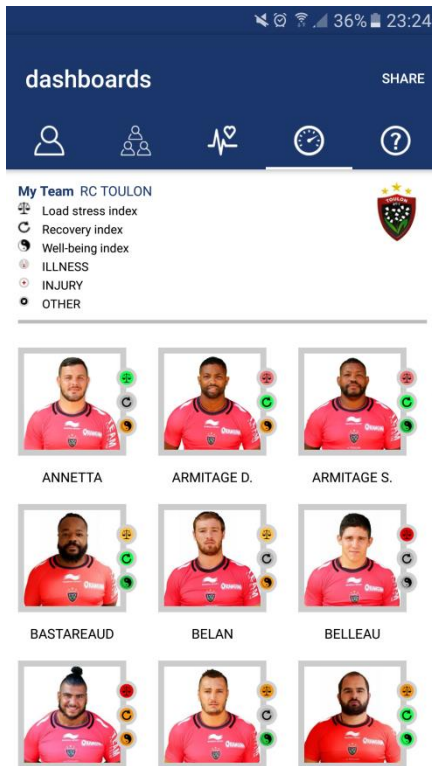 36% 23:24
dashboards
SHARE
My Team RC TOULON
Load stress index
Recovery index
Well-being index
ILLNESS
INJURY
OTHER
TOULON
ANNETTA ARMITAGE D. ARMITAGE S.
BASTAREAUD BELAN BELLEAU